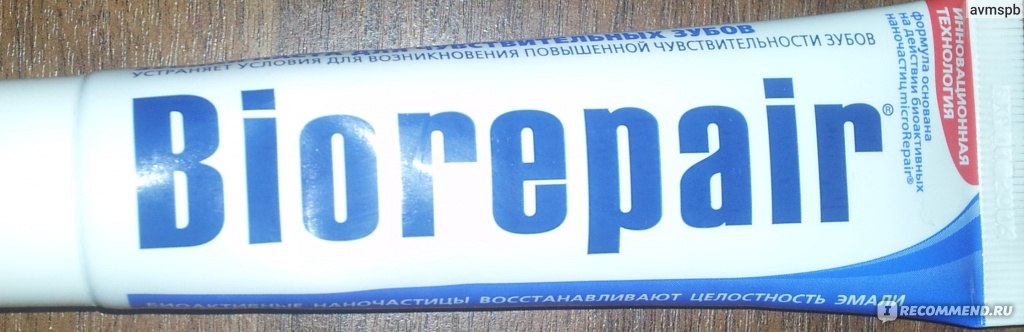 avmspb
ДЛЯ ЧУВСТВИТЕЛЬНЫХ ЗУБОВ
УСТРАНЯЕТ УСЛОВИЯ ДЛЯ ВОЗНИКНОВЕНИЯ ПОВЫШЕННОЙ ЧУВСТВИТЕЛЬНОСТИ ЗУБОВ
Biorepair®
формула основана
на действии биоактивных
наночастиц microRepair®
ИННОВАЦИОННАЯ
ТЕХНОЛОГИЯ
БИОАКТИВНЫЕ НАНОЧАСТИЦЫ ВОССТАНАВЛИВАЮТ ЦЕЛОСТНОСТЬ ЭМАЛИ
IRECOMMEND.RU